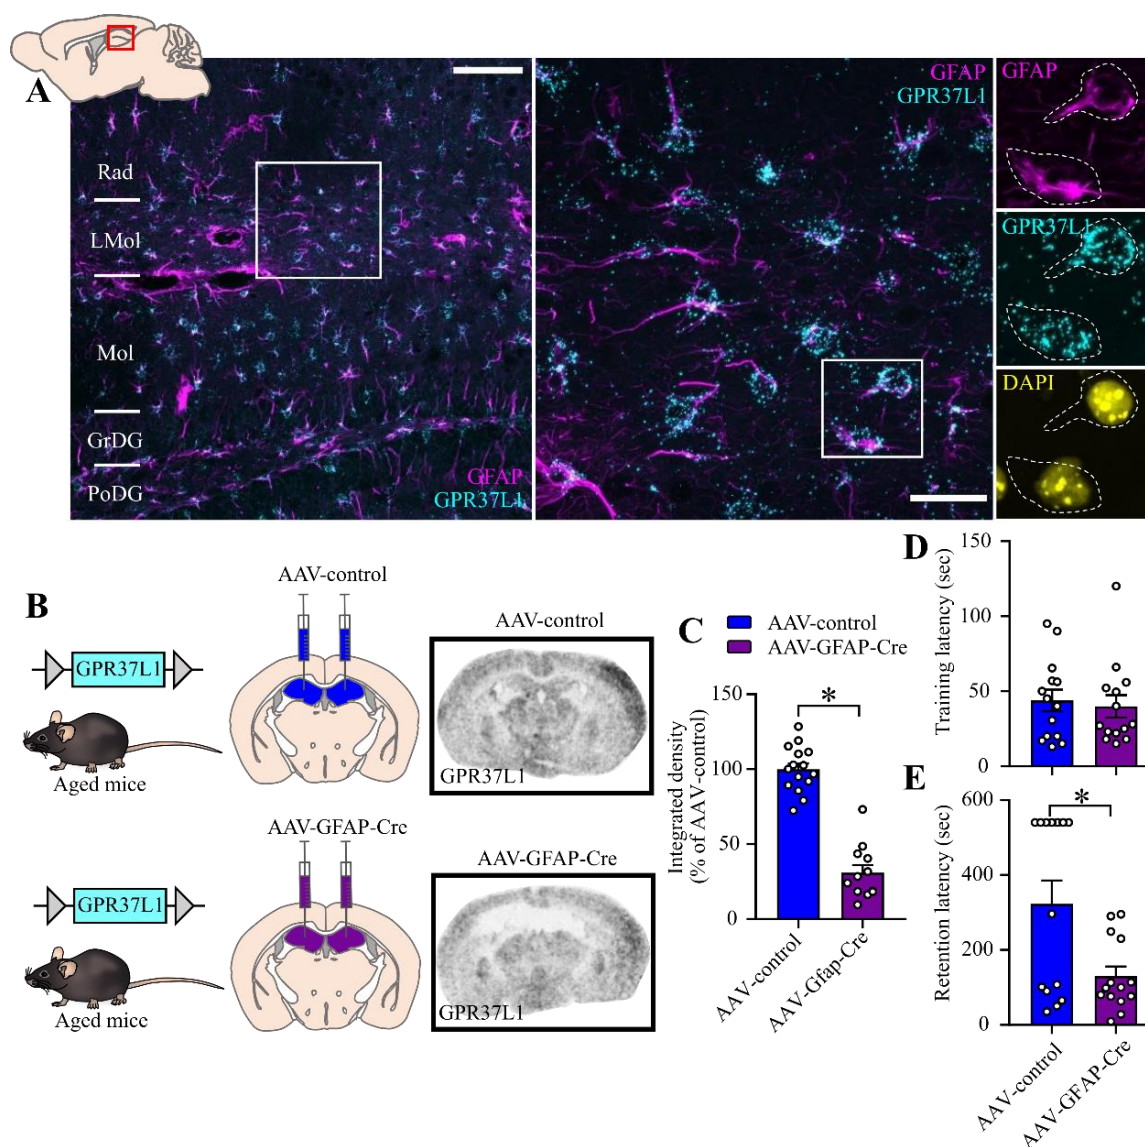 A
GFAP
GPR37L1
GFAP
Rad
LMol
Mol
GrDG
PoDG
GFAP
GPR37L1
GPR37L1
DAPI
B
AAV-control
GPR37L1
Aged mice
AAV-control
GPR37L1
AAV-GFAP-Cre
GPR37L1
Aged mice
AAV-GFAP-Cre
GPR37L1
C
AAV-control
AAV-GFAP-Cre
Integrated density
(% of AAV-control)
150
100
50
0
*
AAV-control
AAV-Gfap-Cre
D
Training latency (sec)
150
100
50
0
E
Retention latency (sec)
600
400
200
0
*
AAV-control
AAV-GFAP-Cre